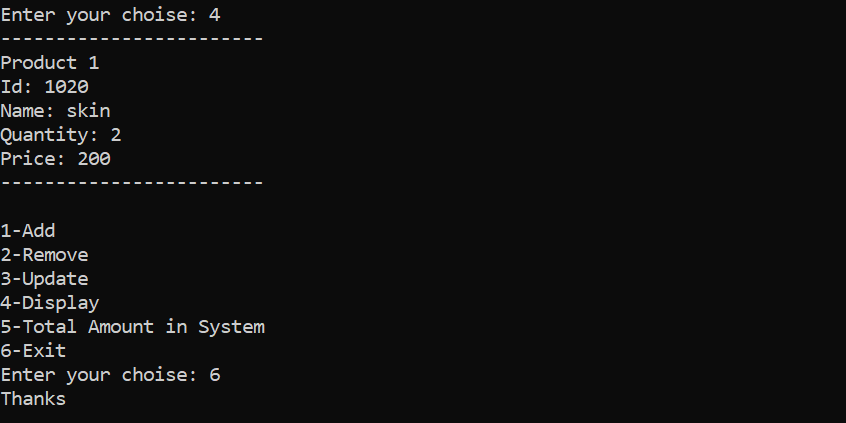 Enter your choise: 4
------------------------
Product 1
Id: 1020
Name: skin
Quantity: 2
Price: 200
------------------------
1-Add
2-Remove
3-Update
4-Display
5-Total Amount in System
6-Exit
Enter your choise: 6
Thanks